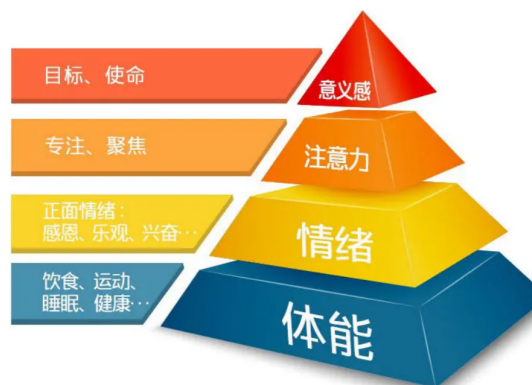 目标、使命
意义感
专注、聚焦
注意力
正面情绪：
感恩、乐观、兴奋…
情绪
饮食、运动、
睡眠、健康…
体能